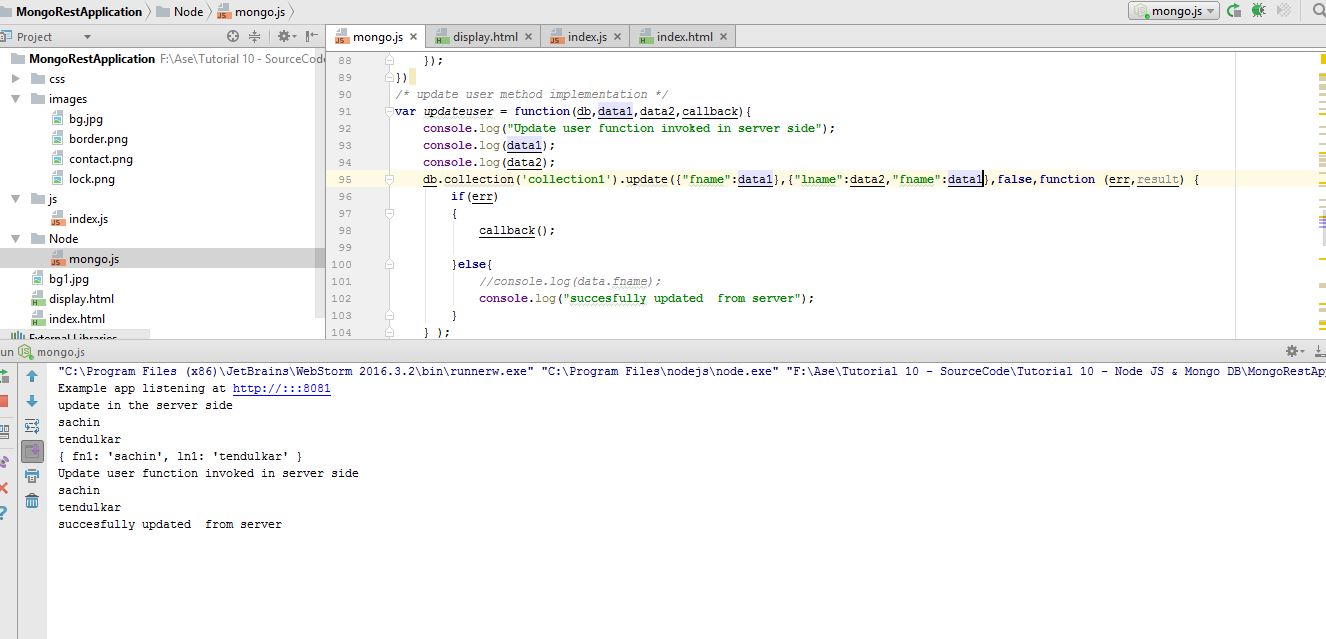 MongoRestApplication Node mongo.js mongo.js
Project mongo.js display.html index.js index.html
MongoRestApplication F:\Ase\Tutorial 10 - SourceCode
css
images
bg.jpg
border.png
contact.png
lock.png
js
index.js
Node
mongo.js
bg1.jpg
display.html
index.html
External Libraries
88 });
89 })
90 /* update user method implementation */
91 var updateuser = function(db,data1,data2,callback){
92 console.log("Update user function invoked in server side");
93 console.log(data1);
94 console.log(data2);
95 db.collection('collection1').update({"fname":data1},{"lname":data2,"fname":data1},false,function (err,result) {
96 if(err)
97 {
98 callback();
99
100 }else{
101 //console.log(data.fname);
102 console.log("succesfully updated  from server");
103 }
104 } );
un mongo.js
"C:\Program Files (x86)\JetBrains\WebStorm 2016.3.2\bin\runnerw.exe" "C:\Program Files\nodejs\node.exe" "F:\Ase\Tutorial 10 - SourceCode\Tutorial 10 - Node JS & Mongo DB\MongoRestAp
Example app listening at http://:::8081
update in the server side
sachin
tendulkar
{ fn1: 'sachin', ln1: 'tendulkar' }
Update user function invoked in server side
sachin
tendulkar
succesfully updated  from server